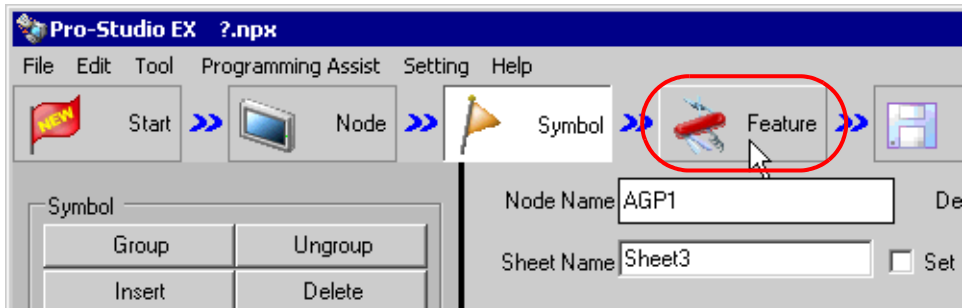 Pro-Studio EX ?.npx
File Edit Tool Programming Assist Setting Help
NEW Start Node Symbol Feature
Symbol
Node Name AGP1 De
Group Ungroup
Sheet Name Sheet3 Set
Insert Delete